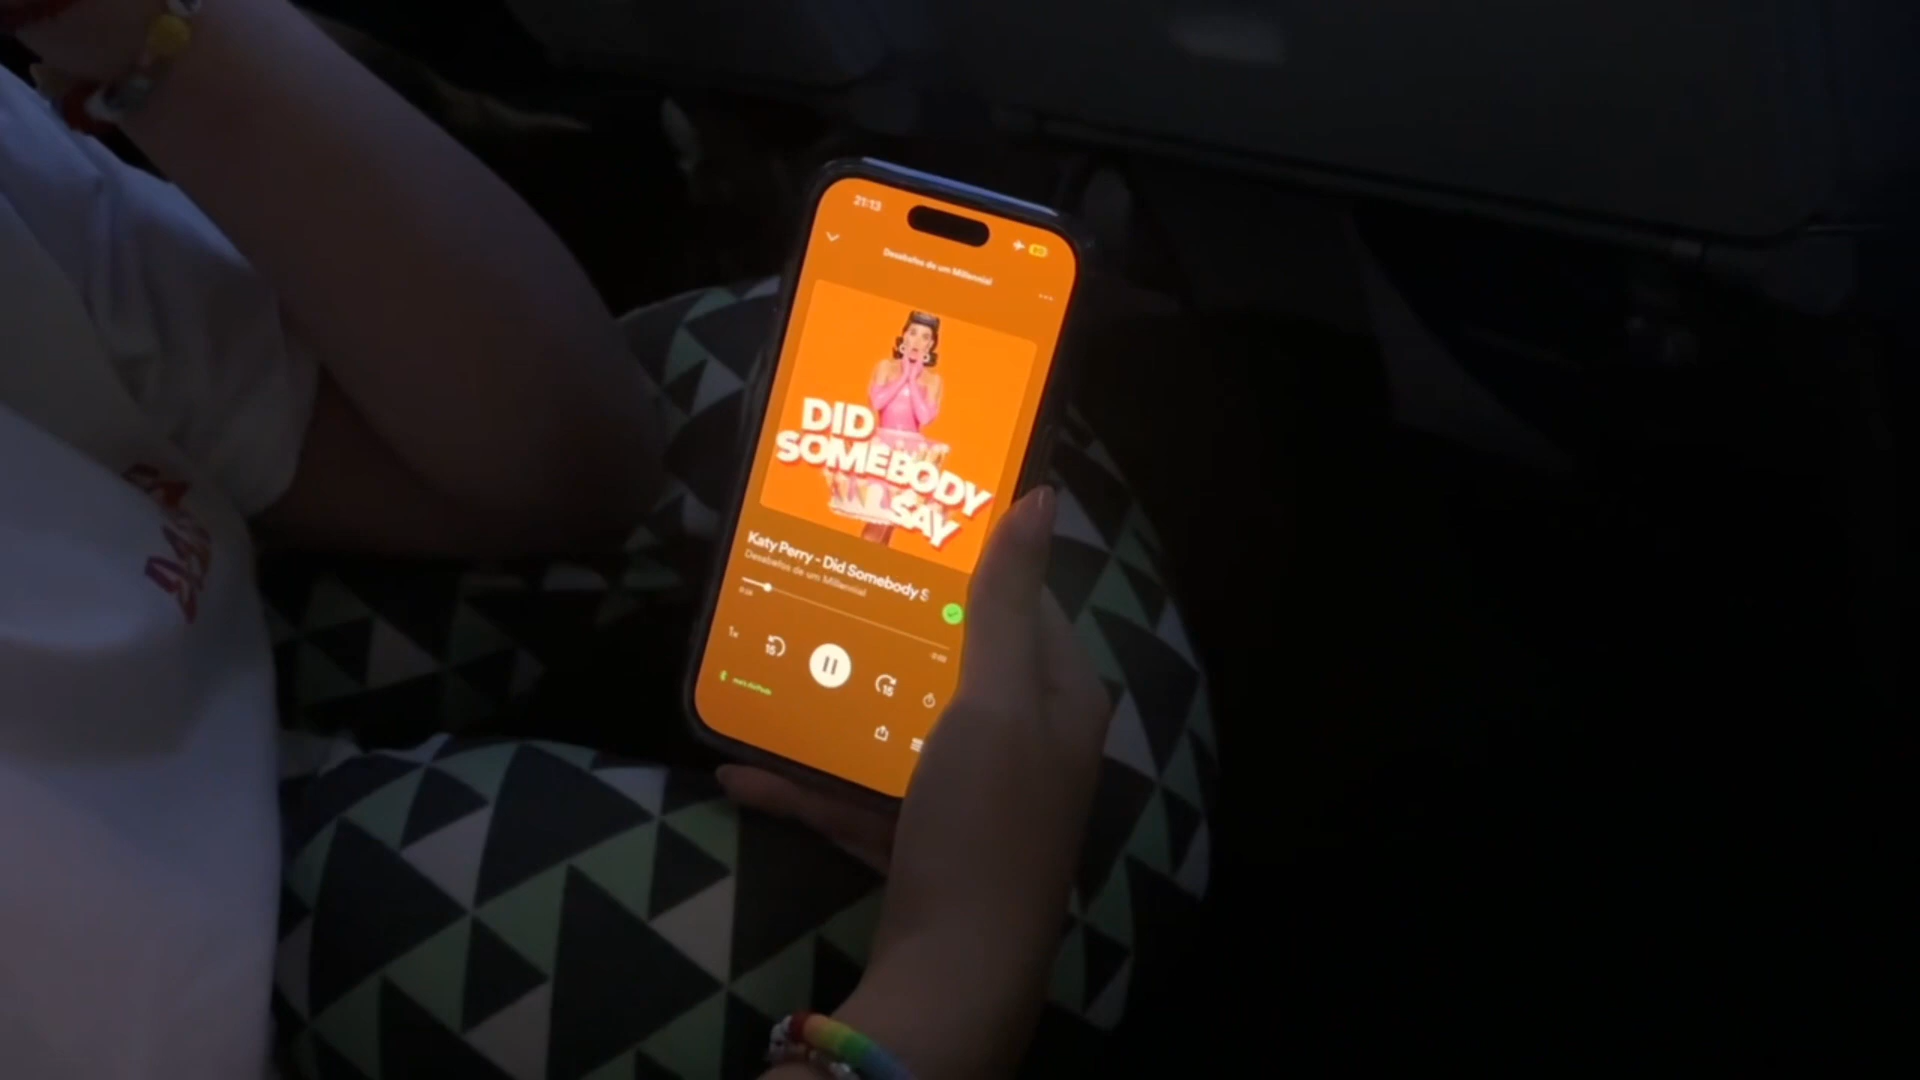 21:13
Desabafos de um Millennial
DID
SOMEBODY
SAY
Katy Perry - Did Somebody S
Desabafos de um Millennial
1x
15
15